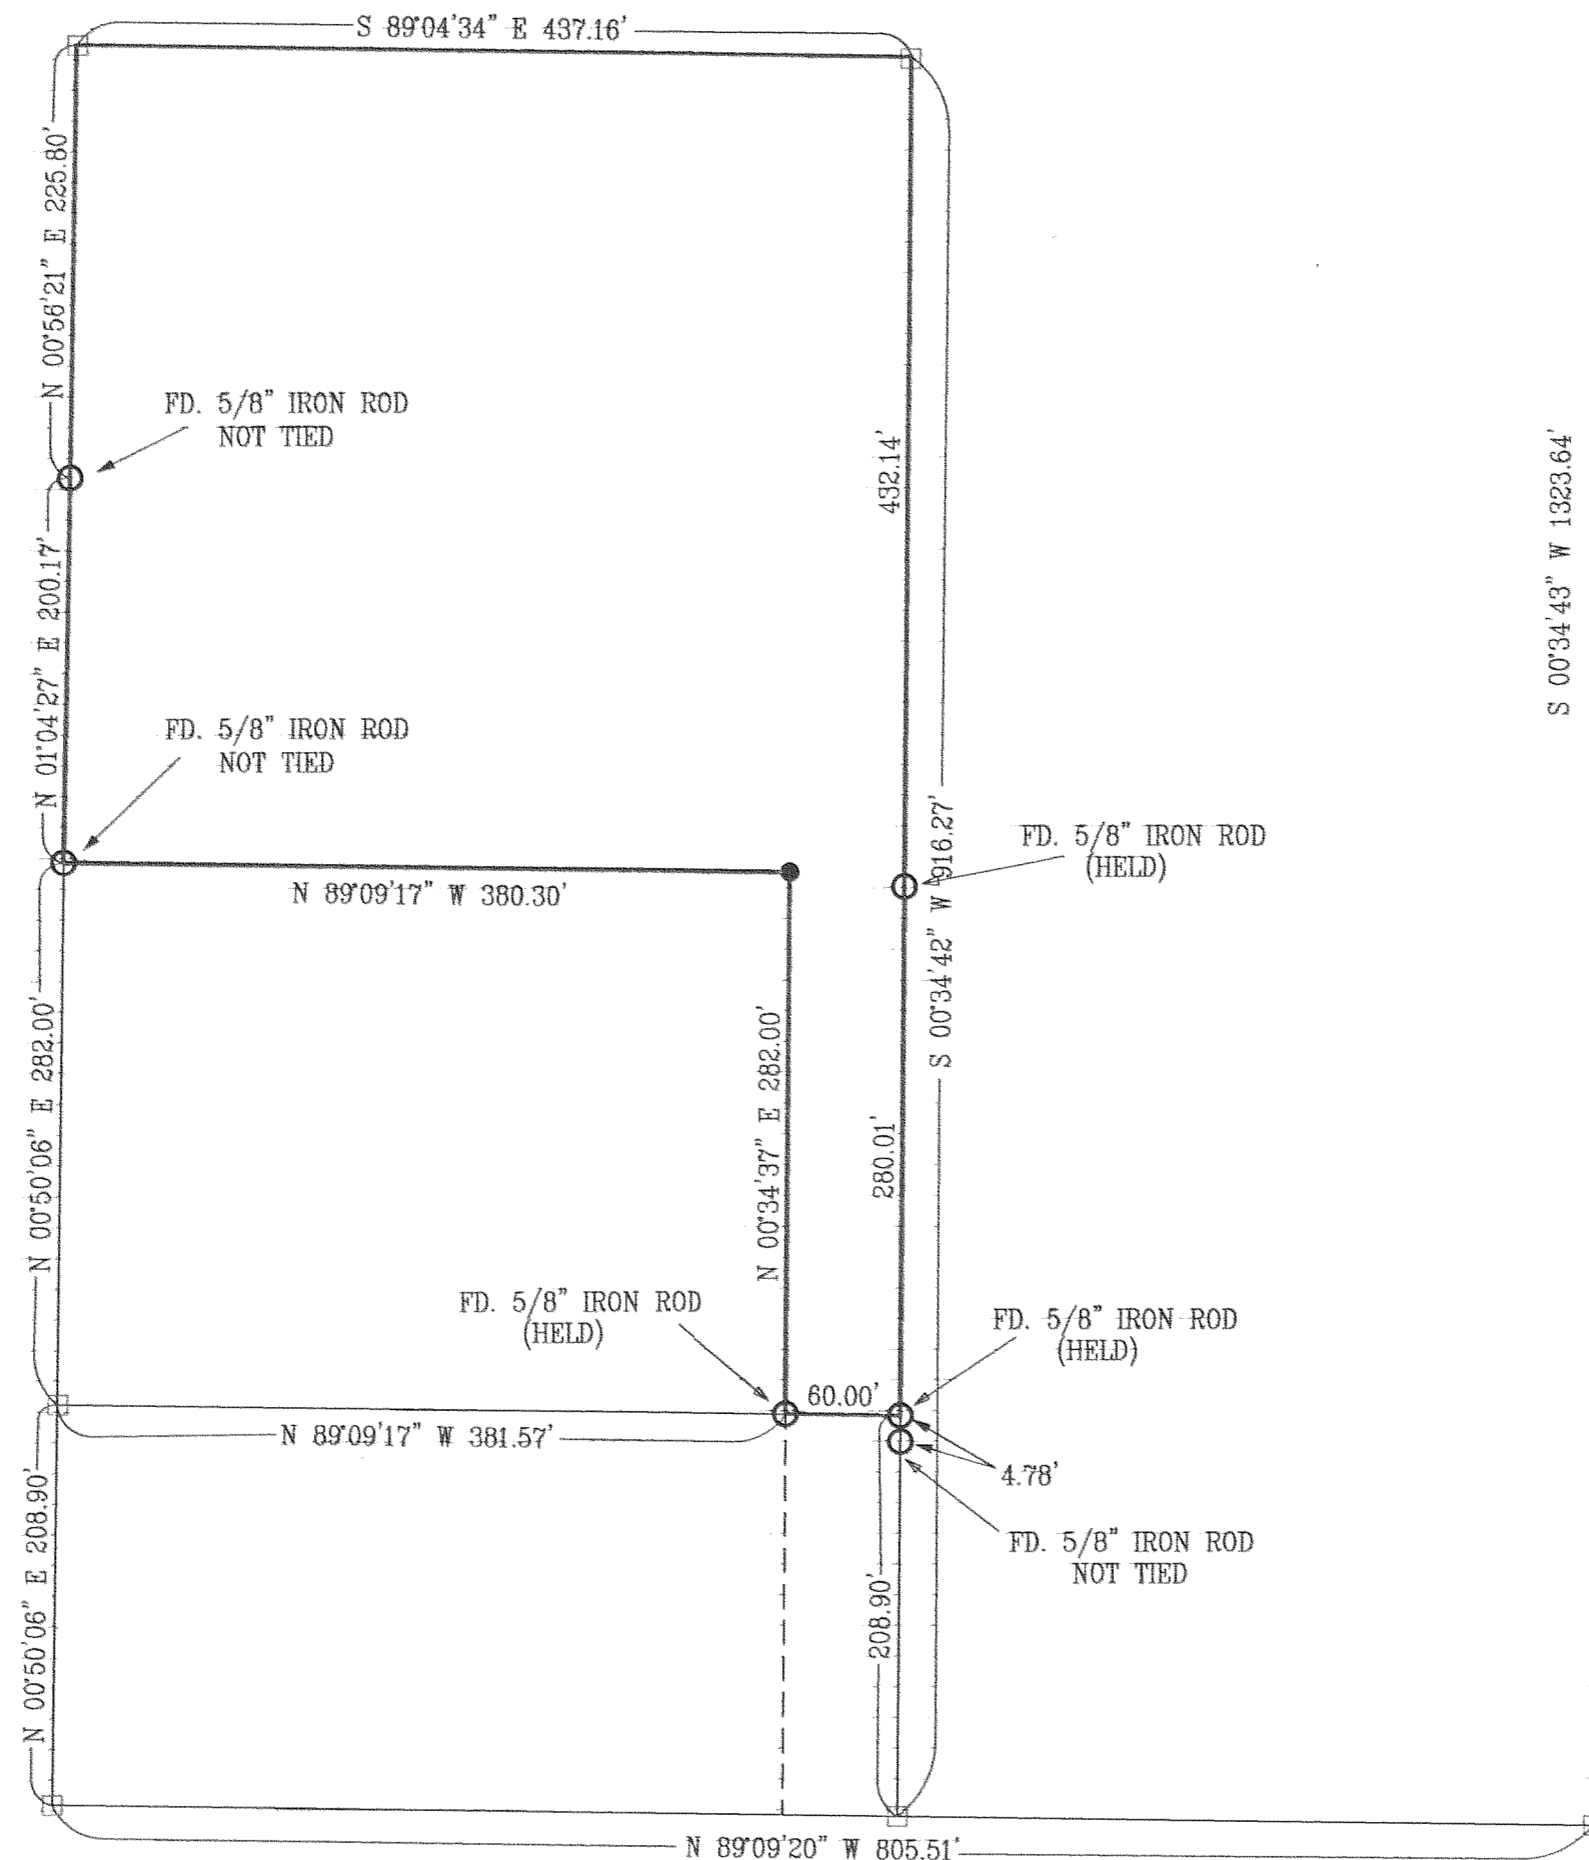 S 89°04'34" E 437.16'
N 00°56'21" E 225.80'
FD. 5/8" IRON ROD
NOT TIED
432.14'
S 00°34'43" W 1323.64'
N 01°04'27" E 200.17'
FD. 5/8" IRON ROD
NOT TIED
FD. 5/8" IRON ROD
(HELD)
N 89°09'17" W 380.30'
S 00°34'42" W 916.27'
N 00°50'06" E 282.00'
N 00°34'37" E 282.00'
280.01'
FD. 5/8" IRON ROD
(HELD)
FD. 5/8" IRON ROD
(HELD)
60.00'
N 89°09'17" W 381.57'
4.78'
FD. 5/8" IRON ROD
NOT TIED
N 00°50'06" E 208.90'
208.90'
N 89°09'20" W 805.51'